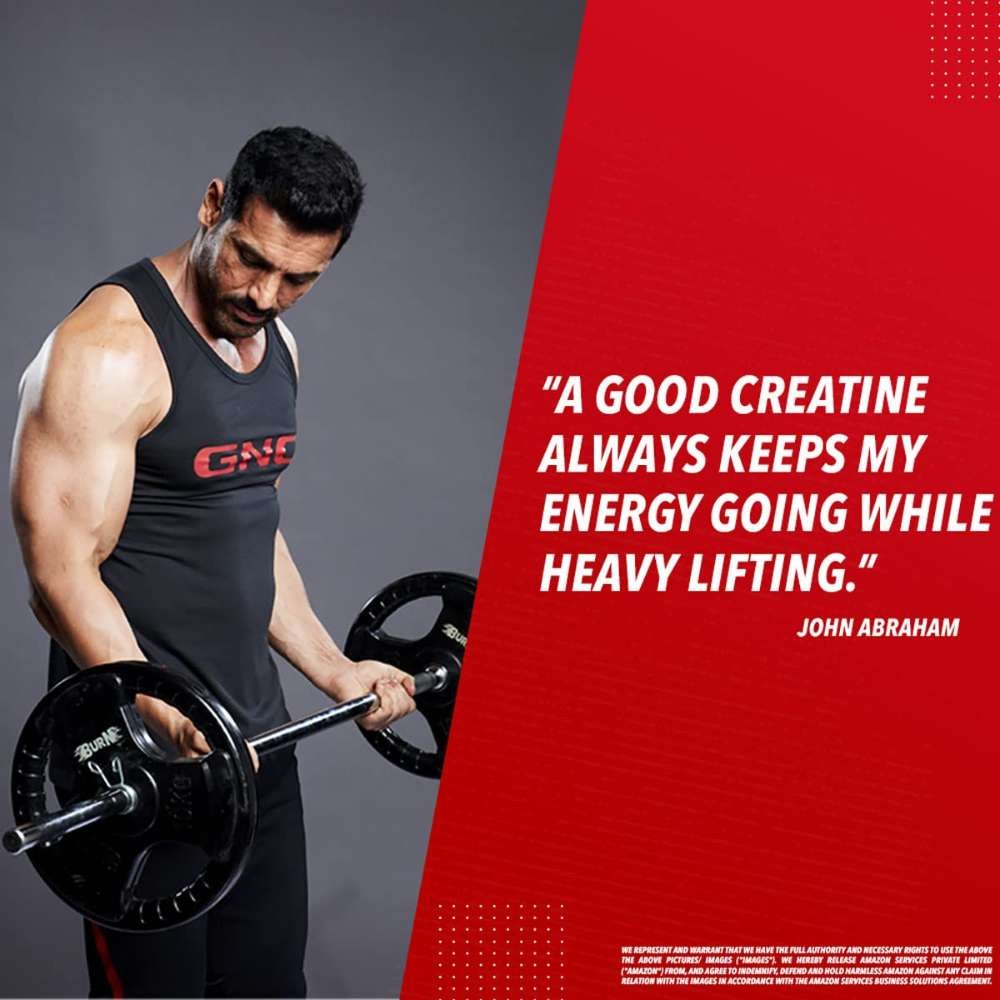 GNC
BURN
BUR
10KG
"A GOOD CREATINE
ALWAYS KEEPS MY
ENERGY GOING WHILE
HEAVY LIFTING."
JOHN ABRAHAM
WE REPRESENT AND WARRANT THAT WE HAVE THE FULL AUTHORITY AND NECESSARY RIGHTS TO USE THE ABOVE
THE ABOVE PICTURES/ IMAGES ("IMAGES"). WE HEREBY RELEASE AMAZON SERVICES PRIVATE LIMITED
("AMAZON") FROM, AND AGREE TO INDEMNIFY, DEFEND AND HOLD HARMLESS AMAZON AGAINST ANY CLAIM IN
RELATION WITH THE IMAGES IN ACCORDANCE WITH THE AMAZON SERVICES BUSINESS SOLUTIONS AGREEMENT.